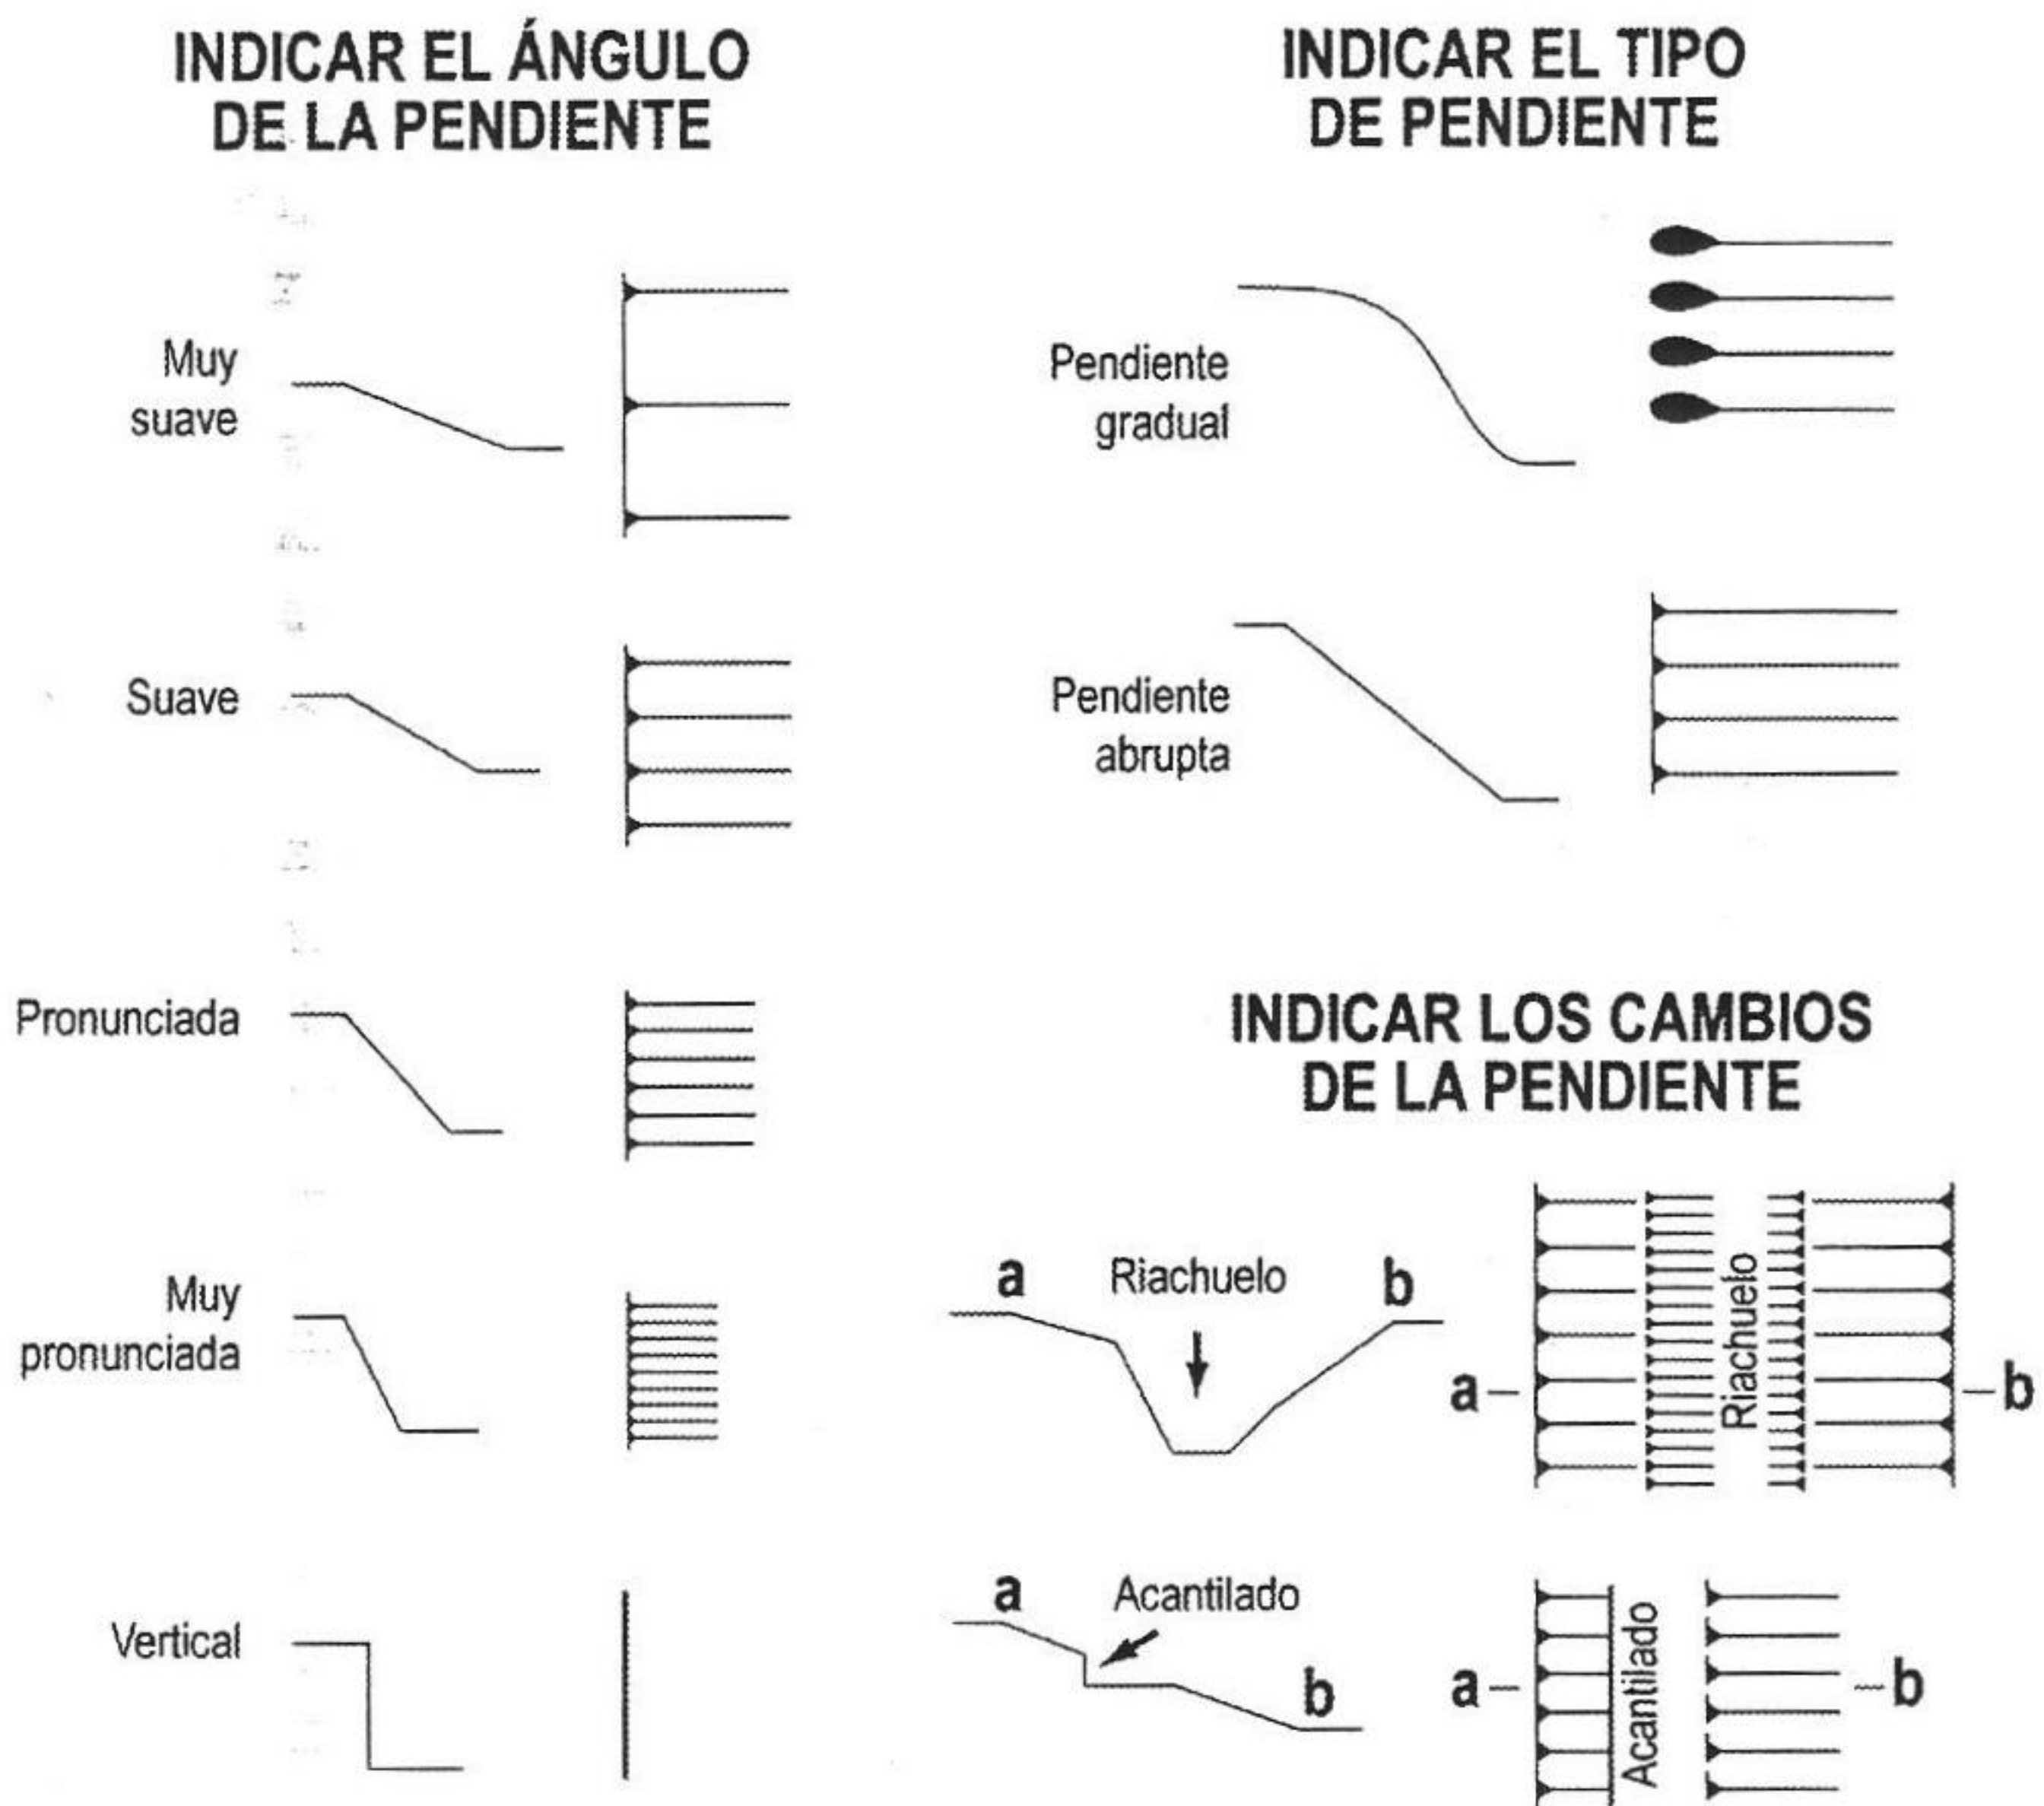 INDICAR EL ÁNGULO
DE LA PENDIENTE
Muy
suave
Suave
Pronunciada
Muy
pronunciada
Vertical
INDICAR EL TIPO
DE PENDIENTE
Pendiente
gradual
Pendiente
abrupta
INDICAR LOS CAMBIOS
DE LA PENDIENTE
a
Riachuelo
b
a
Riachuelo
b
a
Acantilado
b
a
Acantilado
b